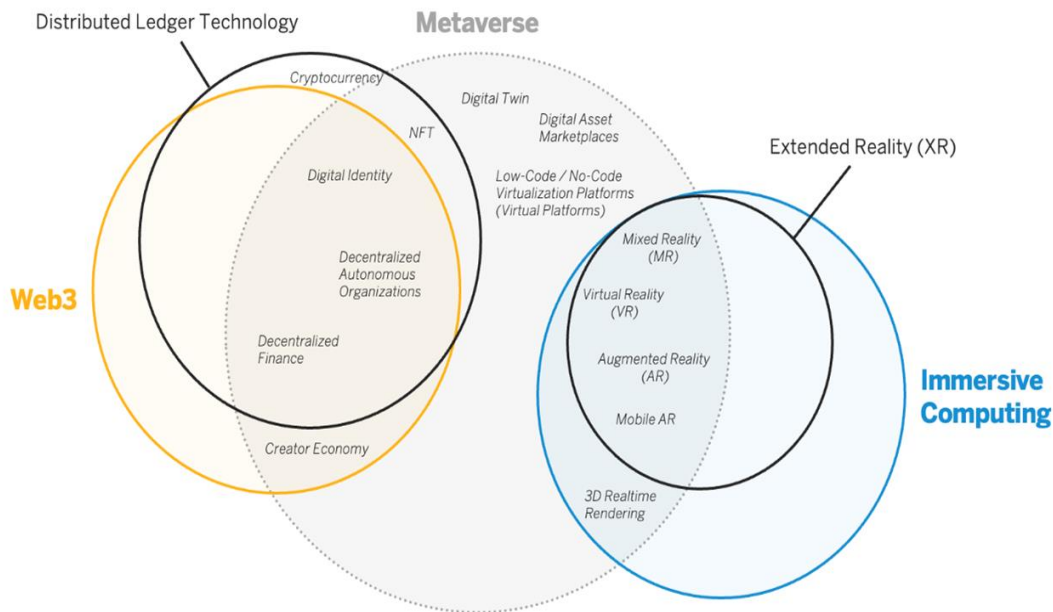 Distributed Ledger Technology
Metaverse
Cryptocurrency
Digital Twin
NFT
Digital Asset
Marketplaces
Extended Reality (XR)
Digital Identity
Low-Code / No-Code
Virtualization Platforms
(Virtual Platforms)
Mixed Reality
(MR)
Decentralized
Autonomous
Organizations
Web3
Virtual Reality
(VR)
Decentralized
Finance
Augmented Reality
(AR)
Immersive
Computing
Mobile AR
Creator Economy
3D Realtime
Rendering